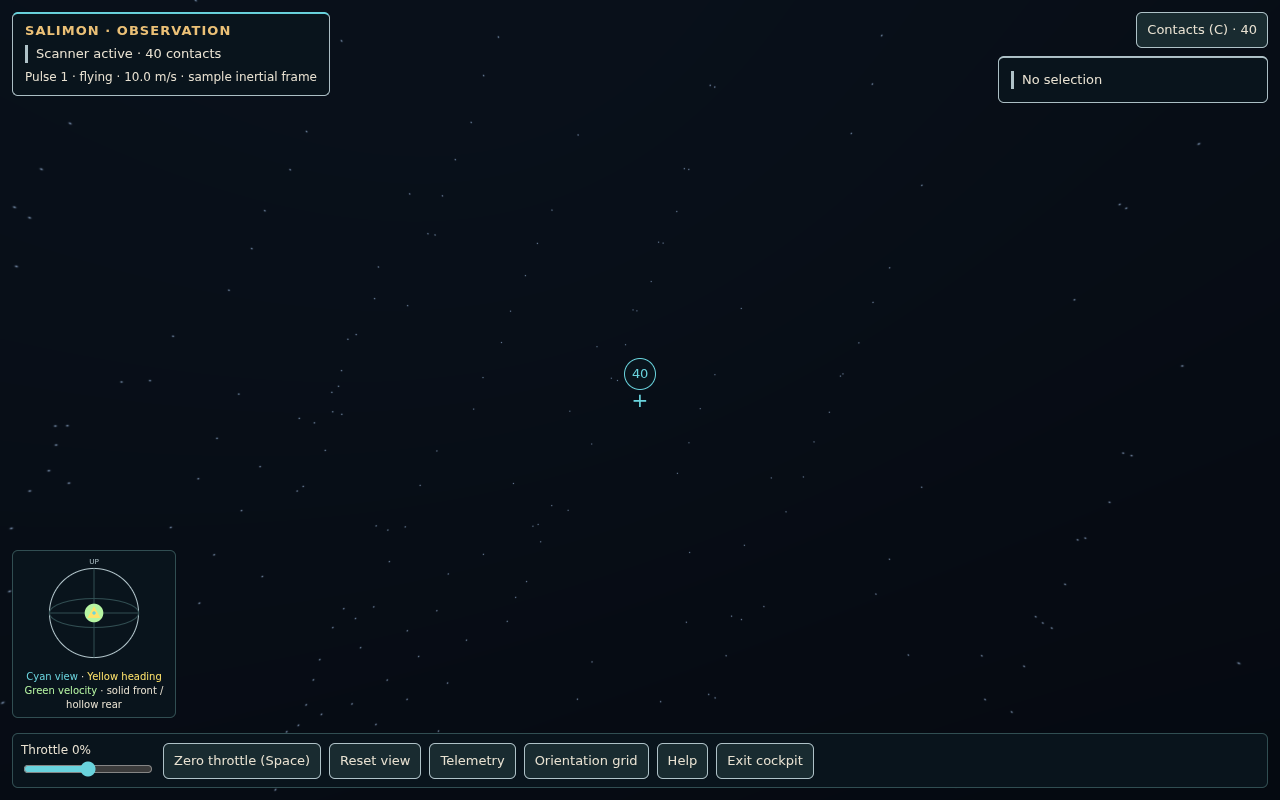 SALIMON · OBSERVATION
Scanner active · 40 contacts
Pulse 1 · flying · 10.0 m/s · sample inertial frame
Contacts (C) · 40
No selection
40
UP
Cyan view · Yellow heading
Green velocity · solid front /
hollow rear
Throttle 0%
Zero throttle (Space)
Reset view
Telemetry
Orientation grid
Help
Exit cockpit